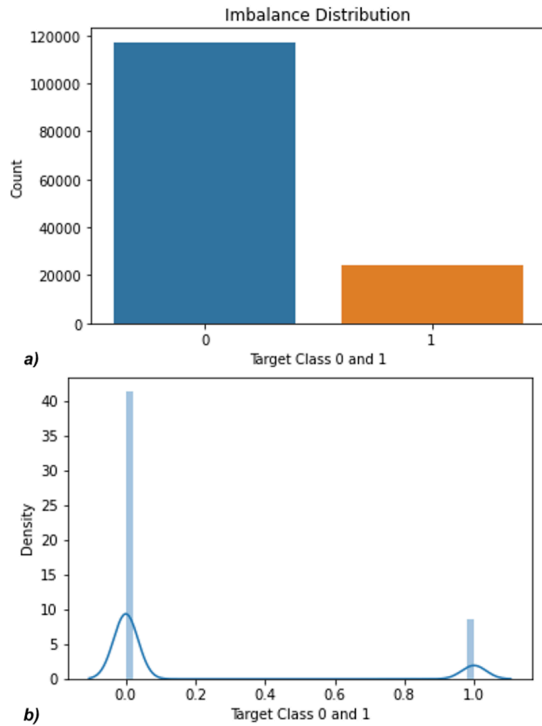 Imbalance Distribution
120000
100000
80000
60000
40000
20000
0
Count
0 1
Target Class 0 and 1
a)
40
35
30
25
20
15
10
5
0
Density
0.0 0.2 0.4 0.6 0.8 1.0
Target Class 0 and 1
b)